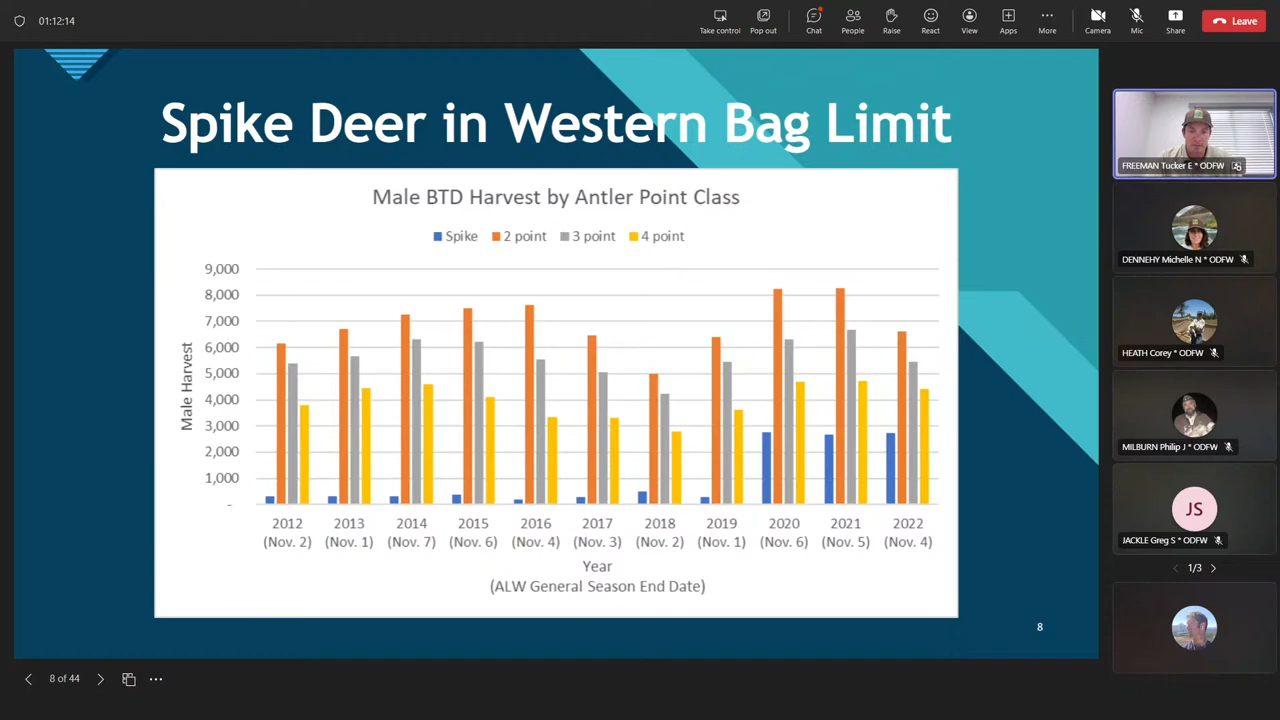 01:12:14
Take control
Pop out
Chat
People
Raise
React
View
Apps
More
Camera
Mic
Share
Leave
Spike Deer in Western Bag Limit
Male BTD Harvest by Antler Point Class
Spike 2 point 3 point 4 point
Male Harvest
9,000
8,000
7,000
6,000
5,000
4,000
3,000
2,000
1,000
-
2012 2013 2014 2015 2016 2017 2018 2019 2020 2021 2022
(Nov. 2) (Nov. 1) (Nov. 7) (Nov. 6) (Nov. 4) (Nov. 3) (Nov. 2) (Nov. 1) (Nov. 6) (Nov. 5) (Nov. 4)
Year
(ALW General Season End Date)
8
8 of 44
FREEMAN Tucker E * ODFW
DENNEHY Michelle N * ODFW
HEATH Corey * ODFW
MILBURN Philip J * ODFW
JS
JACKLE Greg S * ODFW
1/3